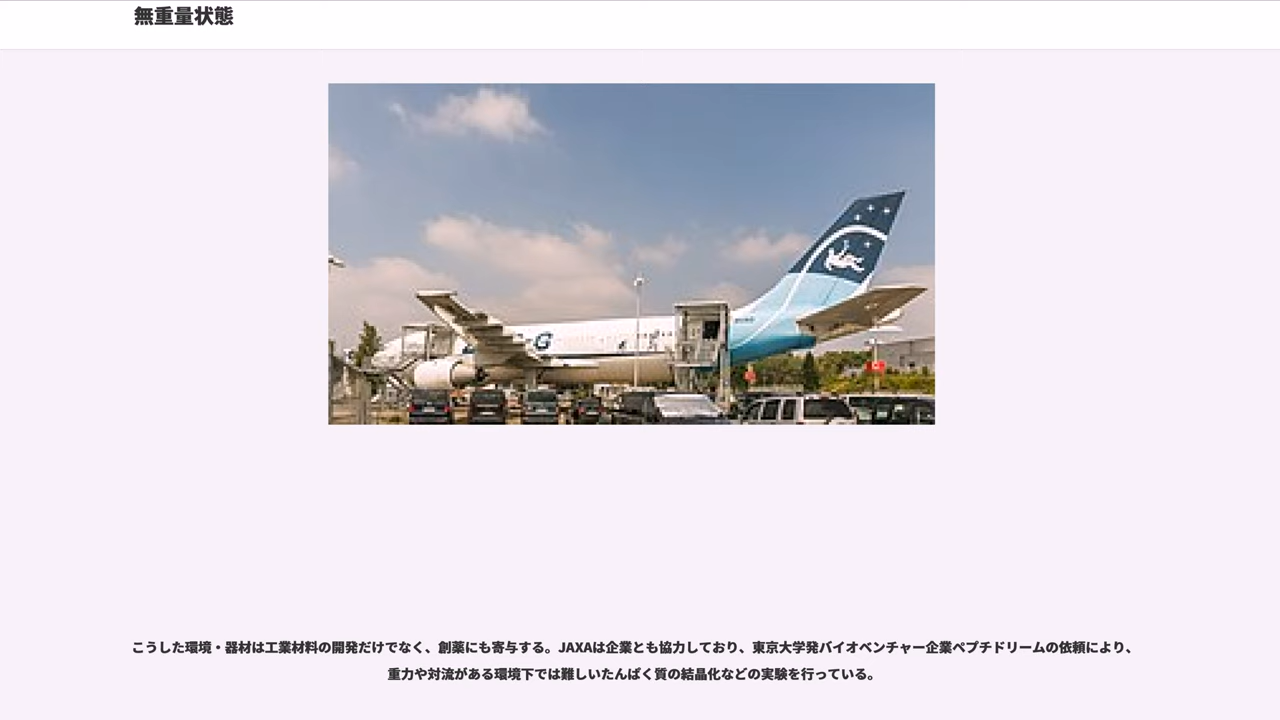 無重量状態
G
こうした環境・器材は工業材料の開発だけでなく、創薬にも寄与する。JAXAは企業とも協力しており、東京大学発バイオベンチャー企業ペプチドリームの依頼により、
重力や対流がある環境下では難しいたんぱく質の結晶化などの実験を行っている。